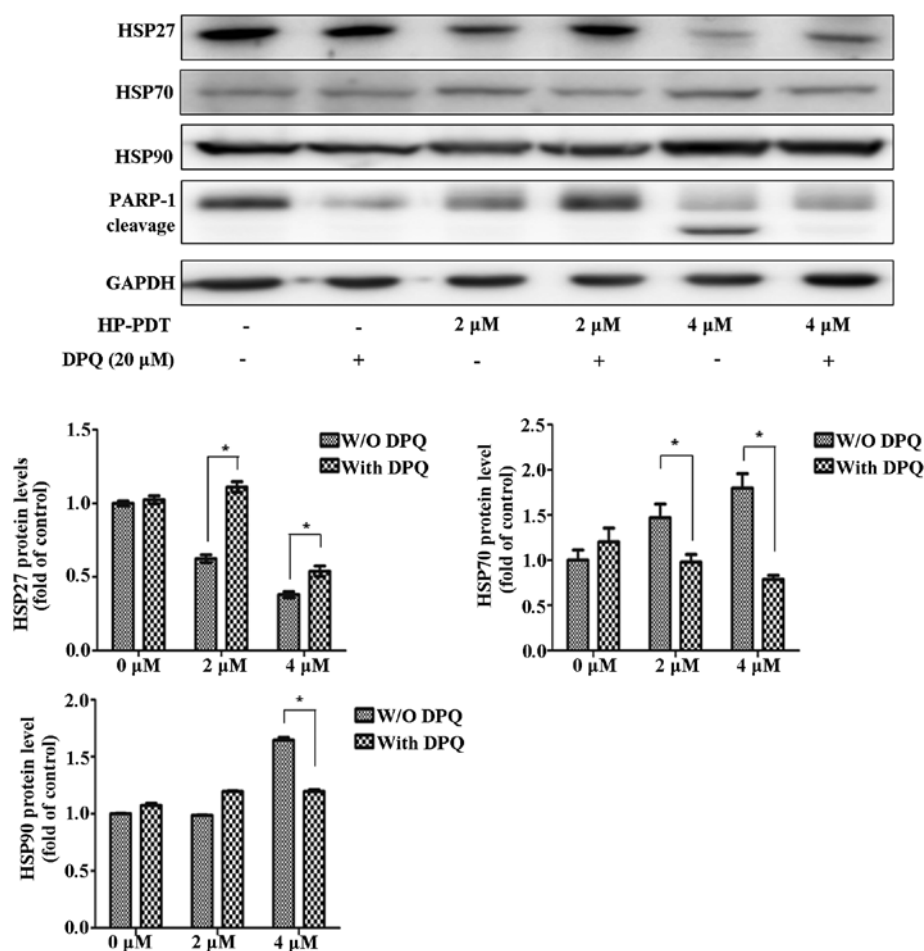 HSP27
HSP70
HSP90
PARP-1
cleavage
GAPDH
HP-PDT - - 2 μM 2 μM 4 μM 4 μM
DPQ (20 μM) - + - + - +
HSP27 protein levels
(fold of control)
1.5
1.0
0.5
0.0
0 μM 2 μM 4 μM
* *
W/O DPQ
With DPQ
HSP70 protein level
(fold of control)
2.5
2.0
1.5
1.0
0.5
0.0
0 μM 2 μM 4 μM
* *
W/O DPQ
With DPQ
HSP90 protein level
(fold of control)
2.0
1.5
1.0
0.5
0.0
0 μM 2 μM 4 μM
*
W/O DPQ
With DPQ